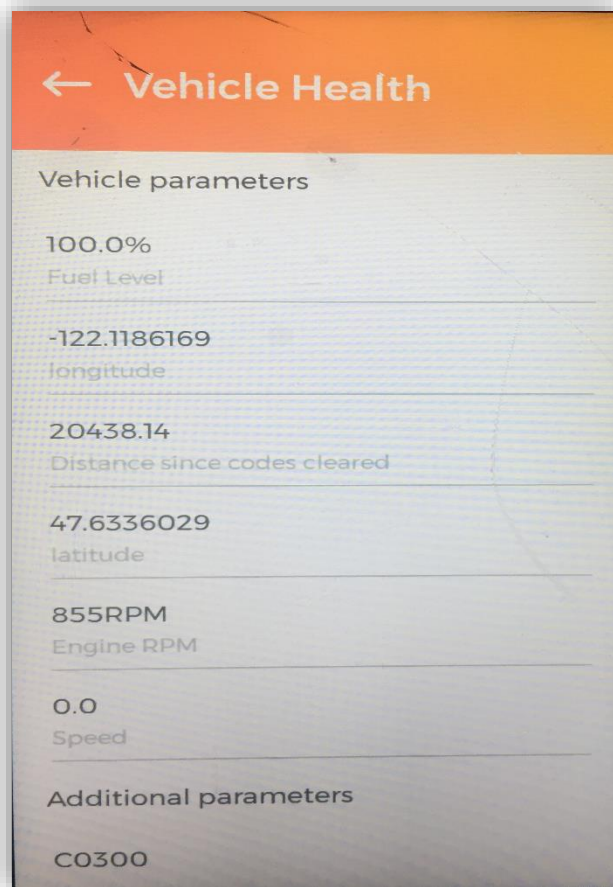 ← Vehicle Health
Vehicle parameters
100.0%
Fuel Level
-122.1186169
longitude
20438.14
Distance since codes cleared
47.6336029
latitude
855RPM
Engine RPM
0.0
Speed
Additional parameters
C0300